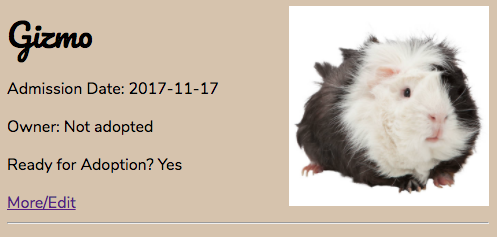 Gizmo
Admission Date: 2017-11-17
Owner: Not adopted
Ready for Adoption? Yes
More/Edit